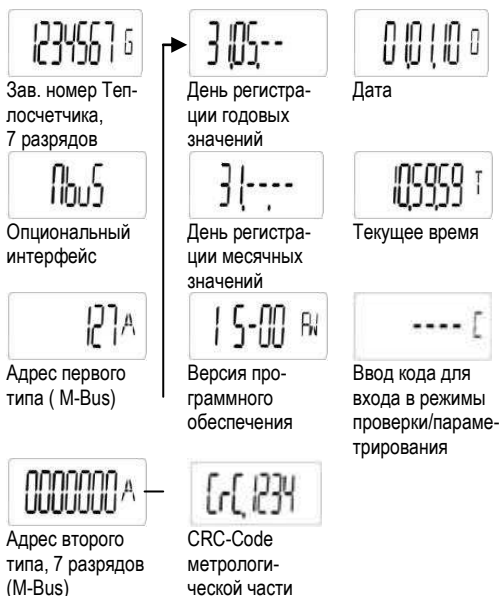 1234567 G
Зав. номер Теп-
лосчетчика,
7 разрядов
Mbus
Опциональный
интерфейс
127 A
Адрес первого
типа ( M-Bus)
0000000 A
Адрес второго
типа, 7 разрядов
(M-Bus)
31,05,--
День регистра-
ции годовых
значений
31,--,--
День регистра-
ции месячных
значений
15-00 FW
Версия про-
граммного
обеспечения
CrC,1234
CRC-Code
метрологи-
ческой части
01,01,10 D
Дата
10,59,59 T
Текущее время
---- C
Ввод кода для
входа в режимы
проверки/параме-
трирования